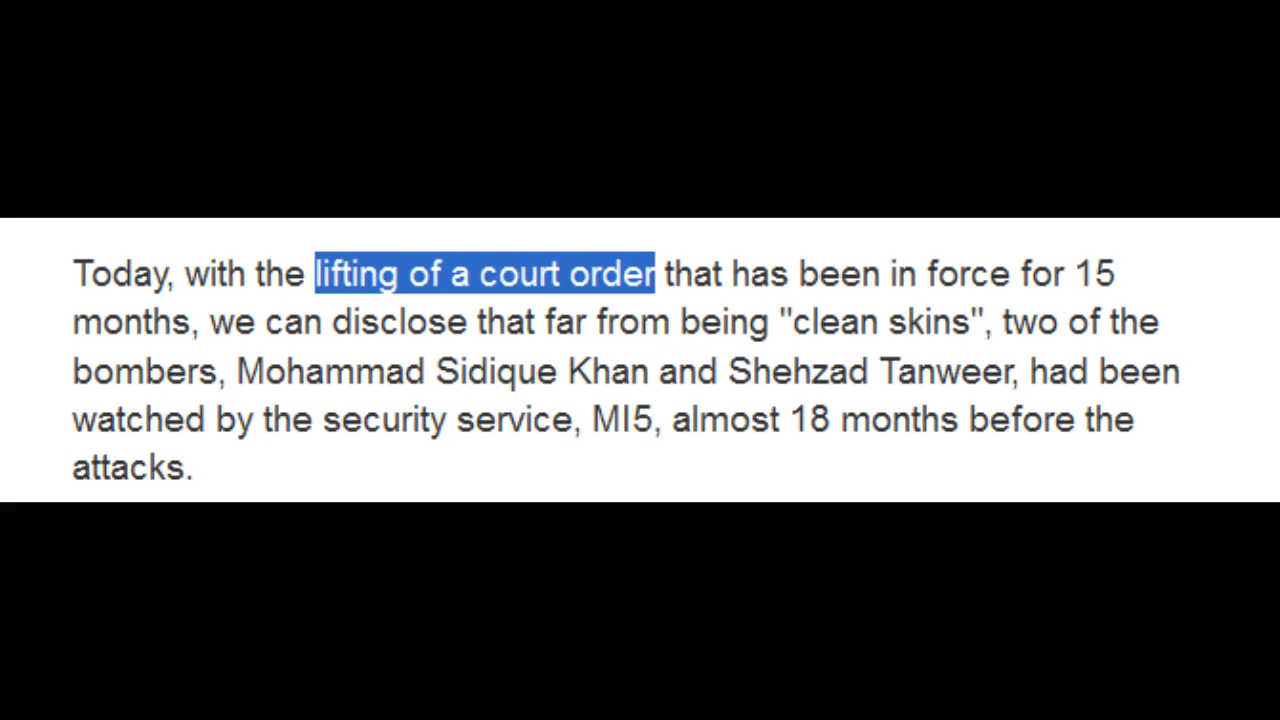 Today, with the lifting of a court order that has been in force for 15
months, we can disclose that far from being "clean skins", two of the
bombers, Mohammad Sidique Khan and Shehzad Tanweer, had been
watched by the security service, MI5, almost 18 months before the
attacks.